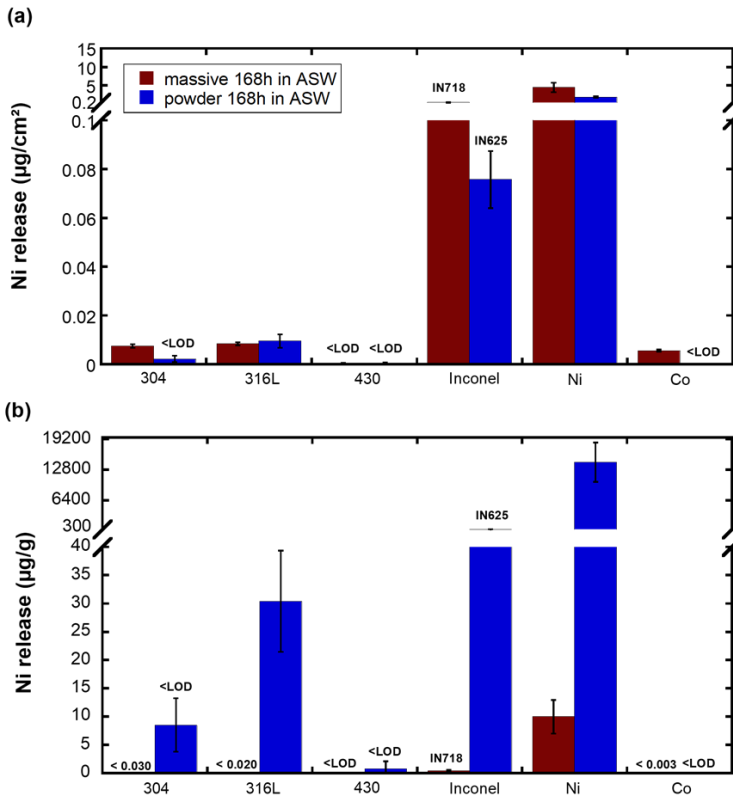 (a)
Ni release (µg/cm²)
15
10
5
0.2
0.1
0.08
0.06
0.04
0.02
0
massive 168h in ASW
powder 168h in ASW
<LOD
<LOD <LOD
IN718
IN625
<LOD
304 316L 430 Inconel Ni Co
(b)
Ni release (µg/g)
19200
12800
6400
300
40
35
30
25
20
15
10
5
0
< 0.030
<LOD
< 0.020
<LOD
<LOD
IN718
IN625
< 0.003 <LOD
304 316L 430 Inconel Ni Co